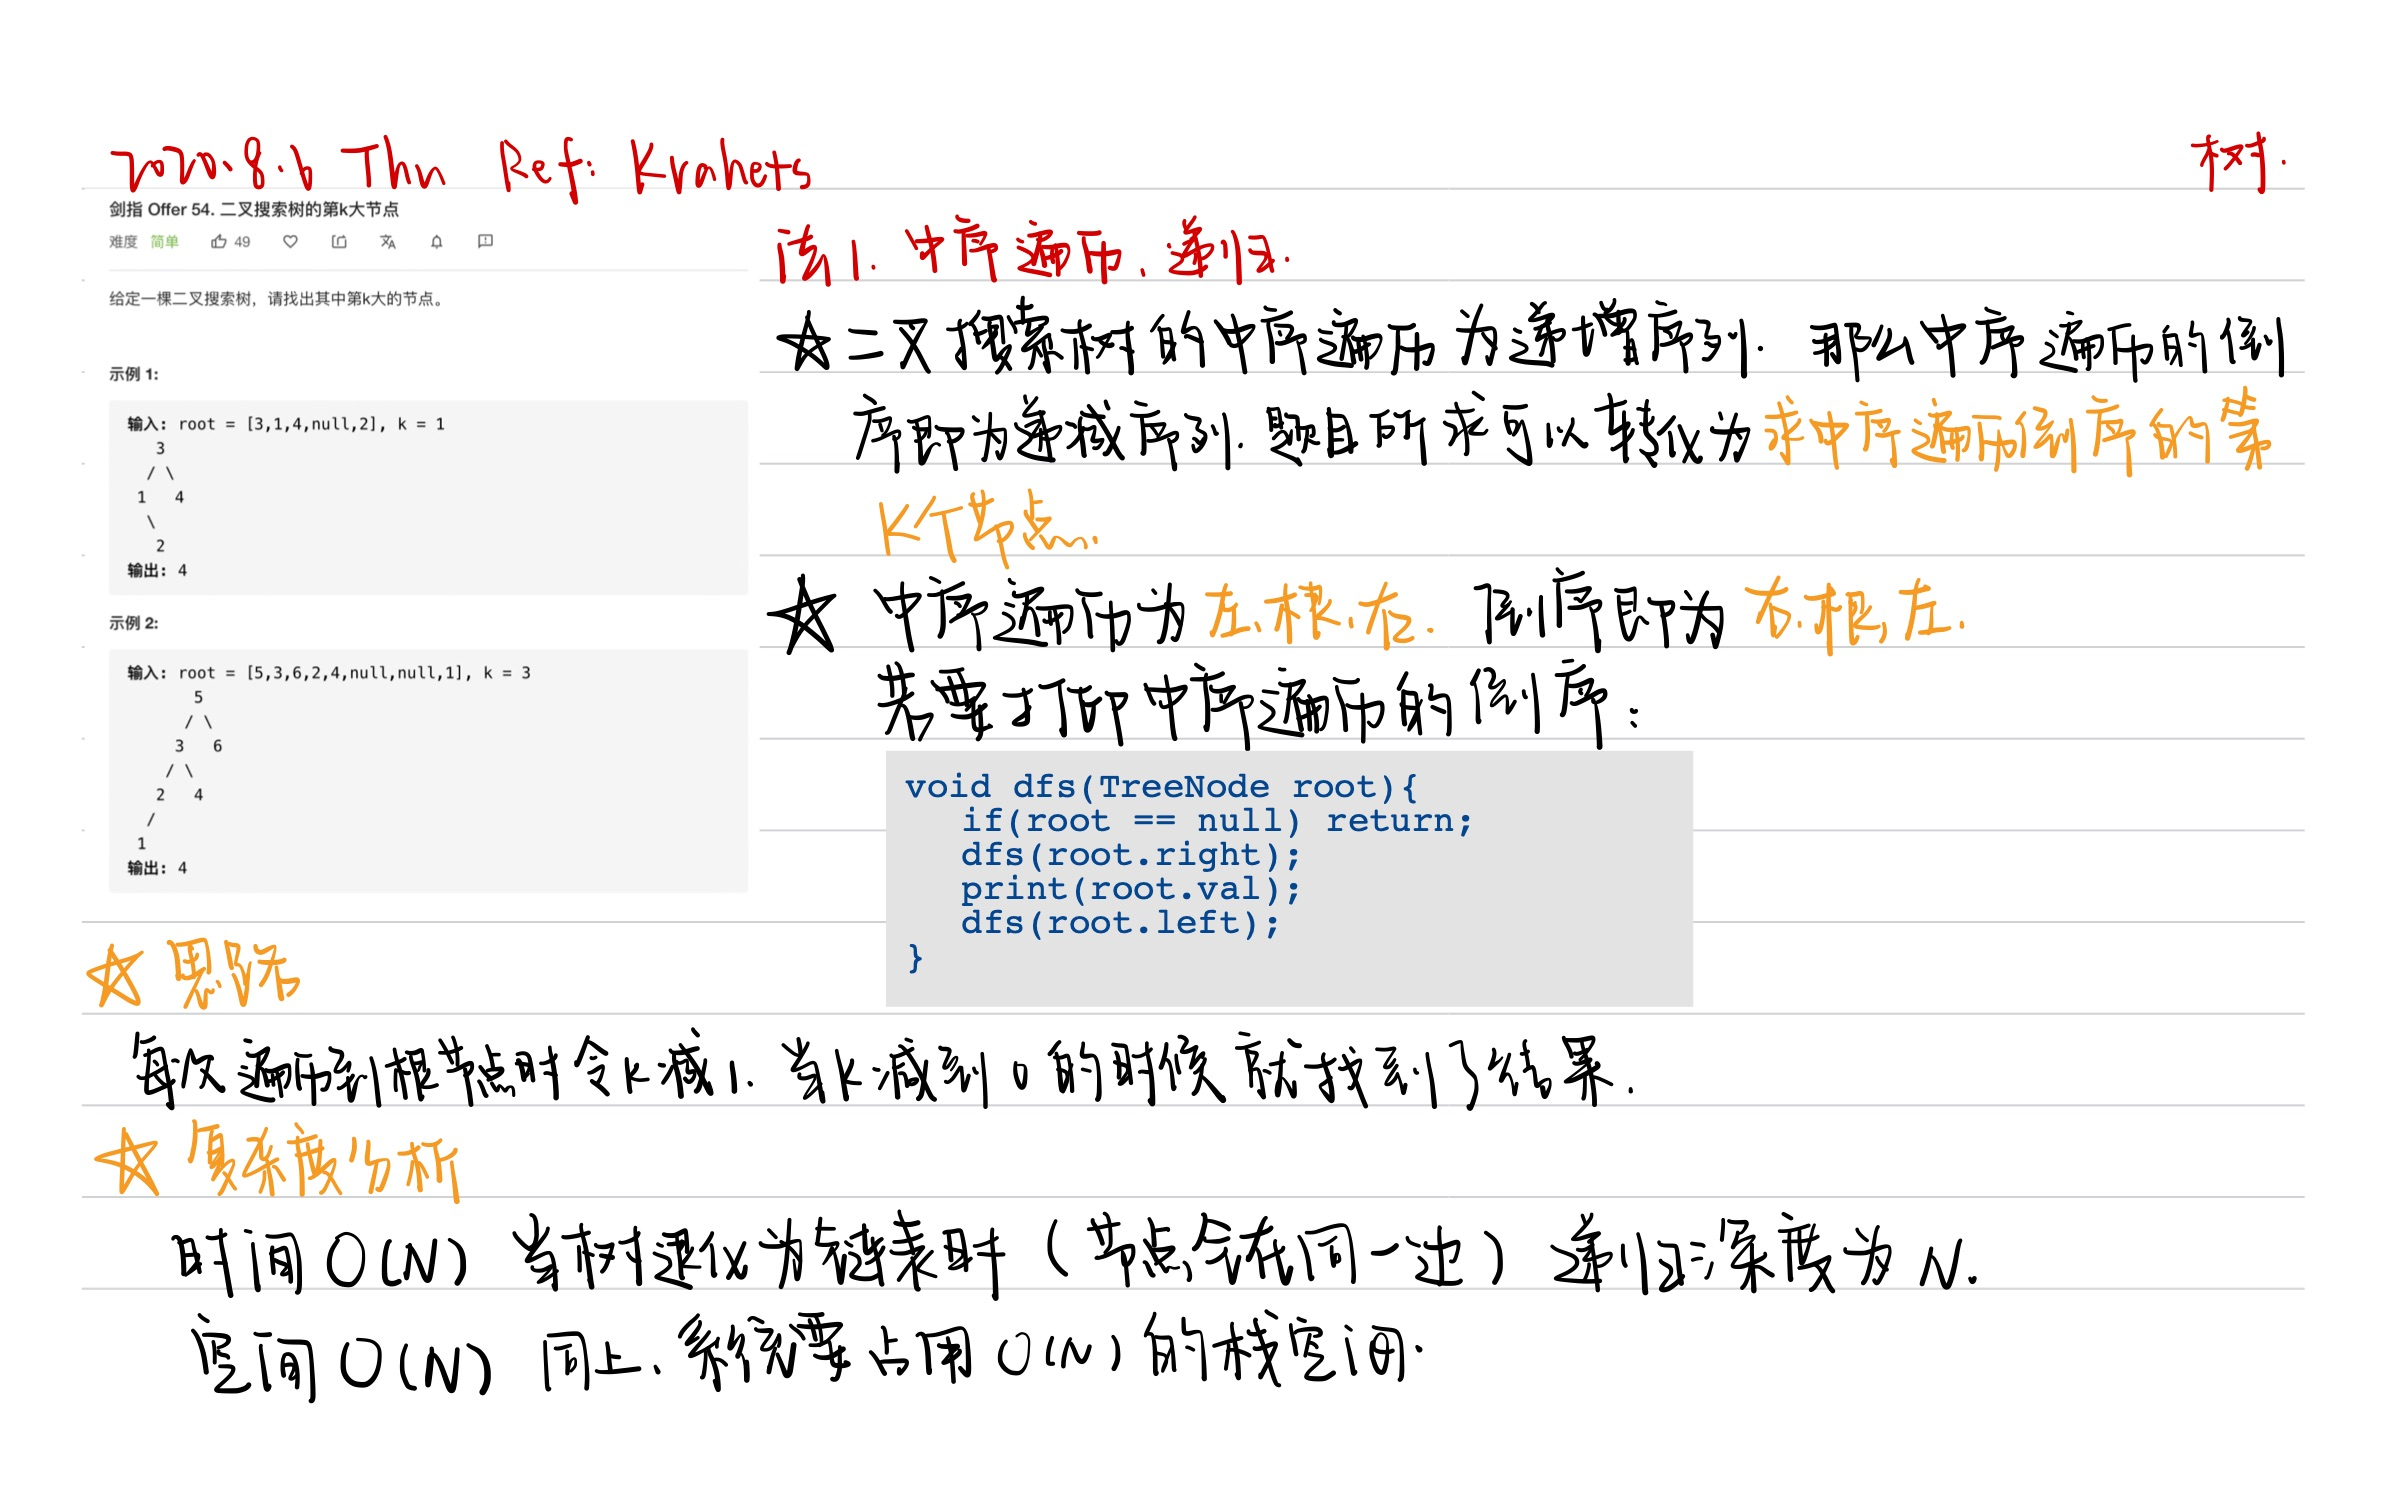 2020.8.6 Thu Ref: Krahets
树.
剑指 Offer 54. 二叉搜索树的第k大节点
难度 简单 49
给定一棵二叉搜索树，请找出其中第k大的节点。
示例 1:
输入: root = [3,1,4,null,2], k = 1
3
/ \
1 4
\
2
输出: 4
示例 2:
输入: root = [5,3,6,2,4,null,null,1], k = 3
5
/ \
3 6
/ \
2 4
/
1
输出: 4
法1. 中序遍历、递归.
☆二叉搜索树的中序遍历为递增序列. 那么中序遍历的倒
序即为递减序列. 题目所求可以转化为求中序遍历倒序的第
K个节点.
☆ 中序遍历为左、根、右. 倒序即为右、根、左.
若要打印中序遍历的倒序:
void dfs(TreeNode root){
if(root == null) return;
dfs(root.right);
print(root.val);
dfs(root.left);
}
☆思路
每次遍历到根节点时令k减1. 当k减到0的时候就找到了结果.
☆复杂度分析
时间O(N) 当树退化为链表时 (节点全在同一边) 递归深度为N.
空间O(N) 同上、系统要占用O(N)的栈空间.